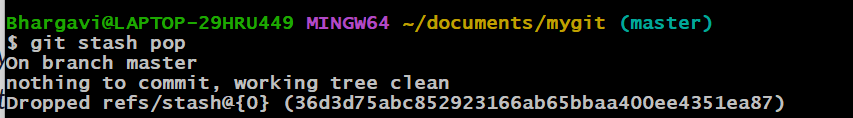 Bhargavi@LAPTOP-29HRU449 MINGW64 ~/documents/mygit (master)
$ git stash pop
On branch master
nothing to commit, working tree clean
Dropped refs/stash@{0} (36d3d75abc852923166ab65bbaa400ee4351ea87)